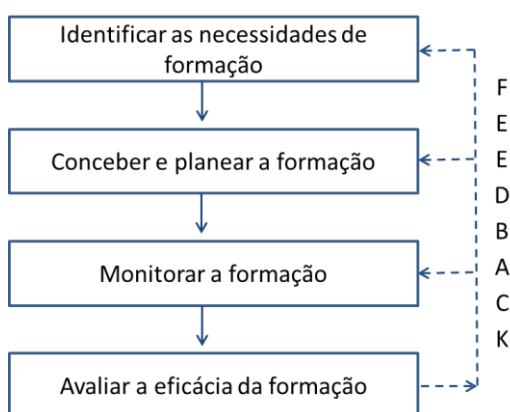 Identificar as necessidades de
formação
Conceber e planear a formação
Monitorar a formação
Avaliar a eficácia da formação
F
E
E
D
B
A
C
K